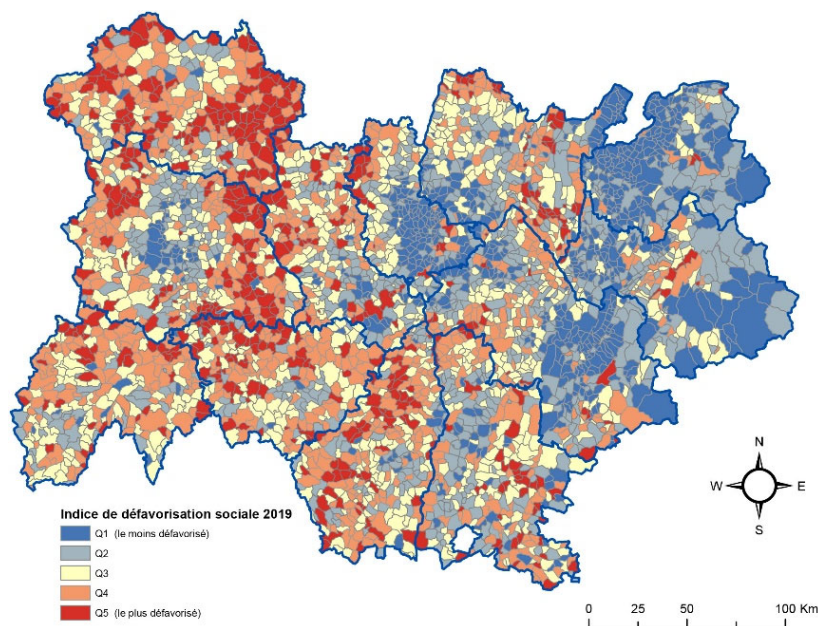 N
W E
S
Indice de défavorisation sociale 2019
Q1 (le moins défavorisé)
Q2
Q3
Q4
Q5 (le plus défavorisé)
0 25 50 100 Km